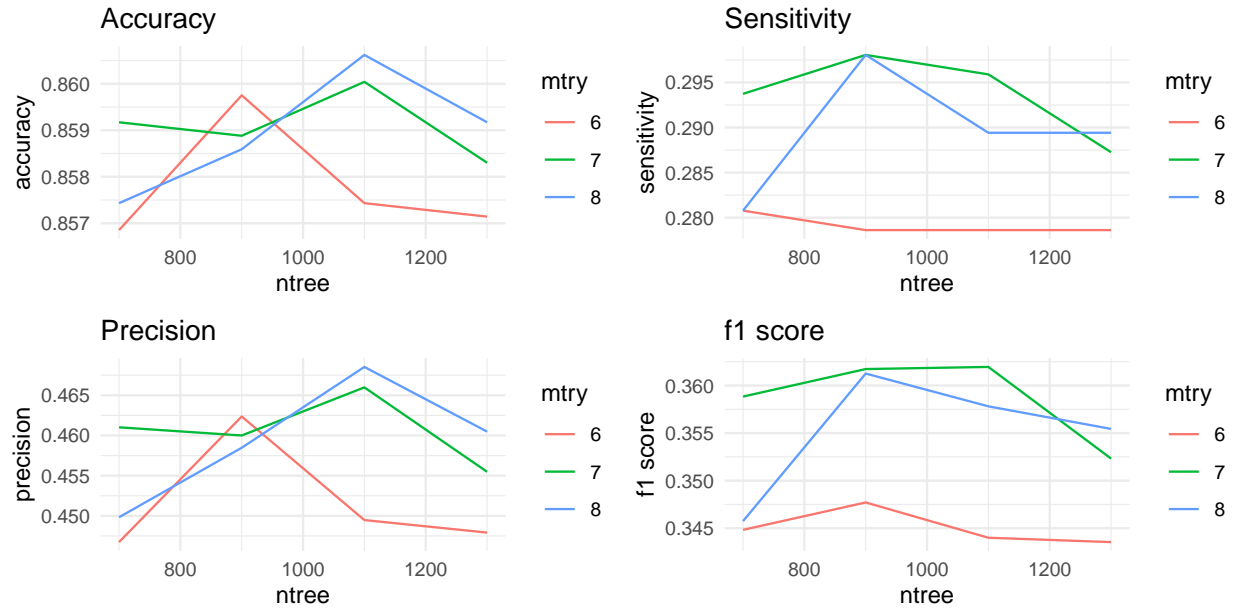 Accuracy
0.860
0.859
0.858
0.857
accuracy
800
1000
1200
ntree
mtry
6
7
8
Sensitivity
0.295
0.290
0.285
0.280
sensitivity
800
1000
1200
ntree
mtry
6
7
8
Precision
0.465
0.460
0.455
0.450
precision
800
1000
1200
ntree
mtry
6
7
8
f1 score
0.360
0.355
0.350
0.345
f1 score
800
1000
1200
ntree
mtry
6
7
8